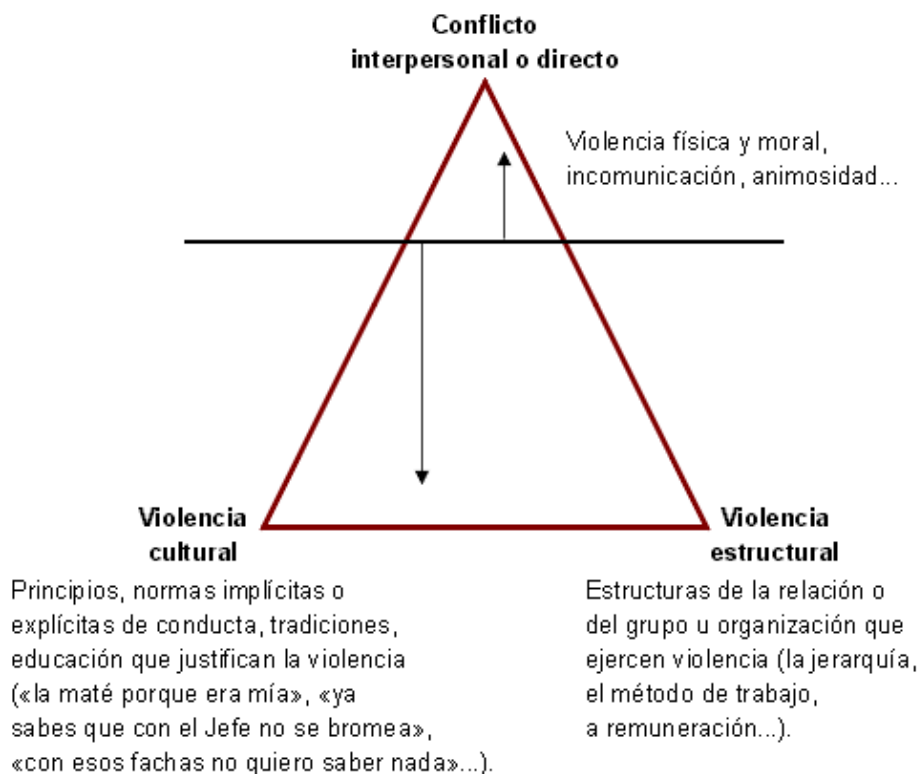 Conflicto
interpersonal o directo
Violencia física y moral,
incomunicación, animosidad...
Violencia
cultural
Principios, normas implícitas o
explícitas de conducta, tradiciones,
educación que justifican la violencia
(«la maté porque era mía», «ya
sabes que con el Jefe no se bromea»,
«con esos fachas no quiero saber nada»...).
Violencia
estructural
Estructuras de la relación o
del grupo u organización que
ejercen violencia (la jerarquía,
el método de trabajo,
a remuneración...).